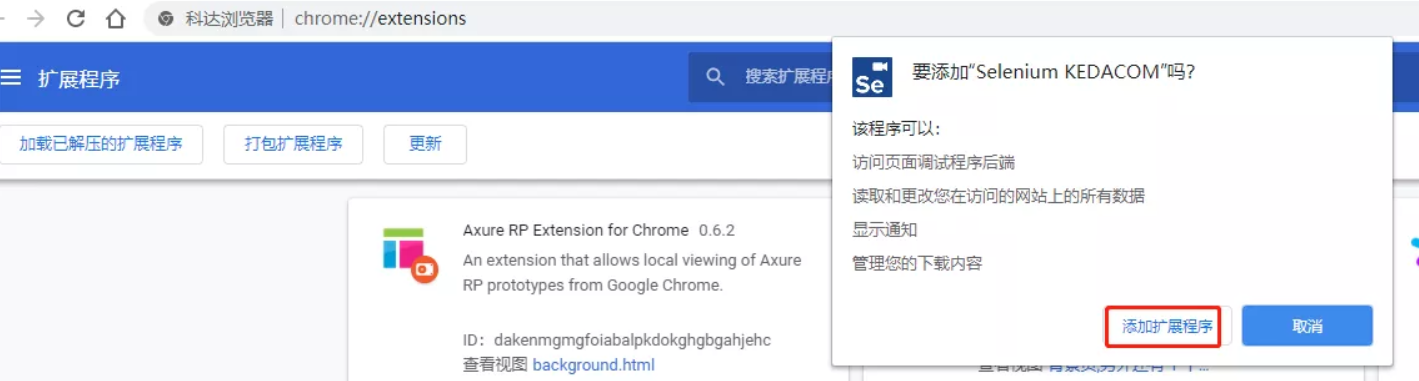 科达浏览器 | chrome://extensions
扩展程序
搜索扩展程
加载已解压的扩展程序
打包扩展程序
更新
Axure RP Extension for Chrome 0.6.2
An extension that allows local viewing of Axure
RP prototypes from Google Chrome.
ID：dakenmgmgfoiabalpkdokghgbgahjehc
查看视图 background.html
Se
要添加“Selenium KEDACOM”吗？
该程序可以：
访问页面调试程序后端
读取和更改您在访问的网站上的所有数据
显示通知
管理您的下载内容
添加扩展程序
取消